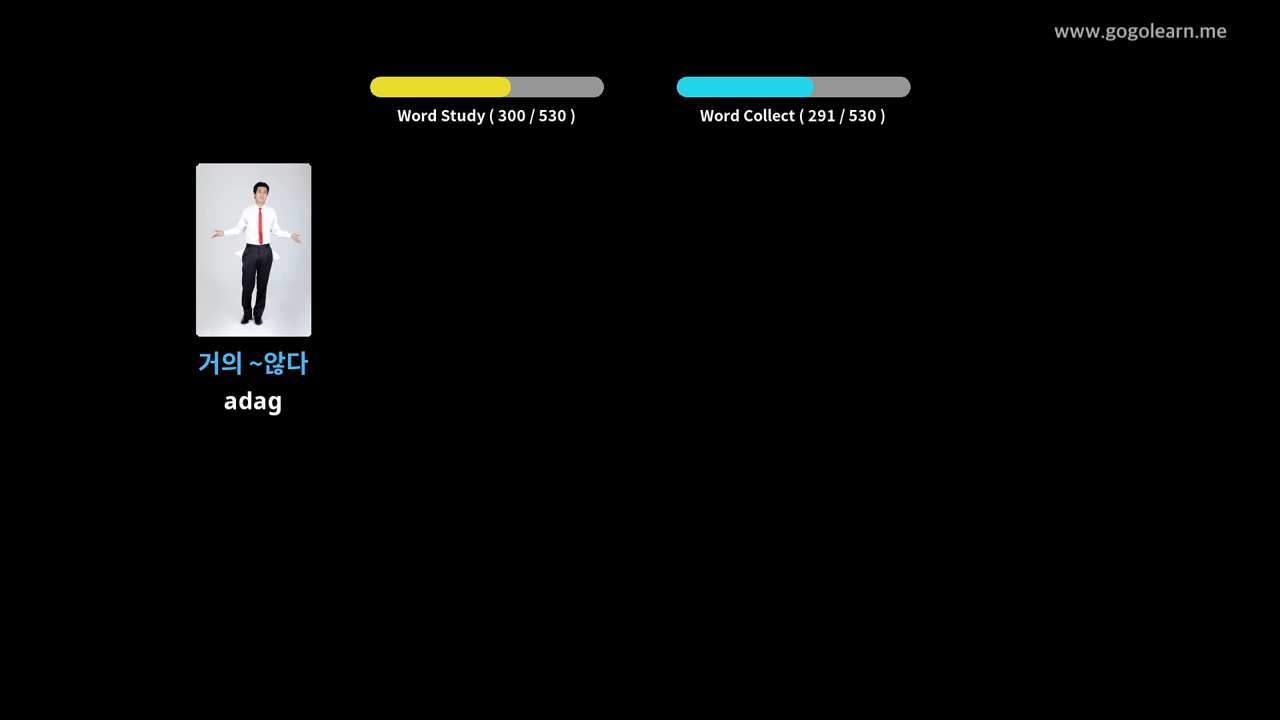 www.gogolearn.me
Word Study ( 300 / 530 )
Word Collect ( 291 / 530 )
거의 ~않다
adag